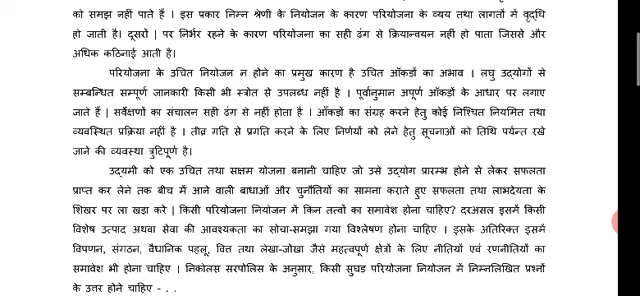 को समझ नहीं पाते हैं । इस प्रकार निम्न श्रेणी के नियोजन के कारण परियोजना के व्यय तथा लागतों में वृद्धि
हो जाती है। दूसरों | पर निर्भर रहने के कारण परियोजना का सही ढंग से क्रियान्वयन नहीं हो पाता जिससे और
अधिक कठिनाई आती है।
परियोजना के उचित नियोजन न होने का प्रमुख कारण है उचित आँकड़ों का अभाव । लघु उद्योगों से
सम्बन्धित सम्पूर्ण जानकारी किसी भी स्त्रोत से उपलब्ध नहीं है । पूर्वानुमान अपूर्ण आँकड़ों के आधार पर लगाए
जाते हैं | सर्वेक्षणों का संचालन सही ढंग से नहीं होता है । आँकड़ों का संग्रह करने हेतु कोई निश्चित नियमित तथा
व्यवस्थित प्रक्रिया नहीं है । तीव्र गति से प्रगति करने के लिए निर्णयों को लेने हेतु सूचनाओं को तिथि पर्यन्त रखे
जाने की व्यवस्था त्रुटिपूर्ण है।
उद्यमी को एक उचित तथा सक्षम योजना बनानी चाहिए जो उसे उद्योग प्रारम्भ होने से लेकर सफलता
प्राप्त कर लेने तक बीच में आने वाली बाधाओं और चुनौतियों का सामना कराते हुए सफलता तथा लाभदेयता के
शिखर पर ला खड़ा करे | किसी परियोजना नियोजन में किन तत्वों का समावेश होना चाहिए? दरअसल इसमें किसी
विशेष उत्पाद अथवा सेवा की आवश्यकता का सोचा-समझा गया विश्लेषण होना चाहिए । इसके अतिरिक्त इसमें
विपणन, संगठन, वैधानिक पहलू, वित्त तथा लेखा-जोखा जैसे महत्वपूर्ण क्षेत्रों के लिए नीतियों एवं रणनीतियों का
समावेश भी होना चाहिए । निकोलस सरपोलिस के अनुसार, किसी सुघड़ परियोजना नियोजन में निम्नलिखित प्रश्नों
के उत्तर होने चाहिए - . .